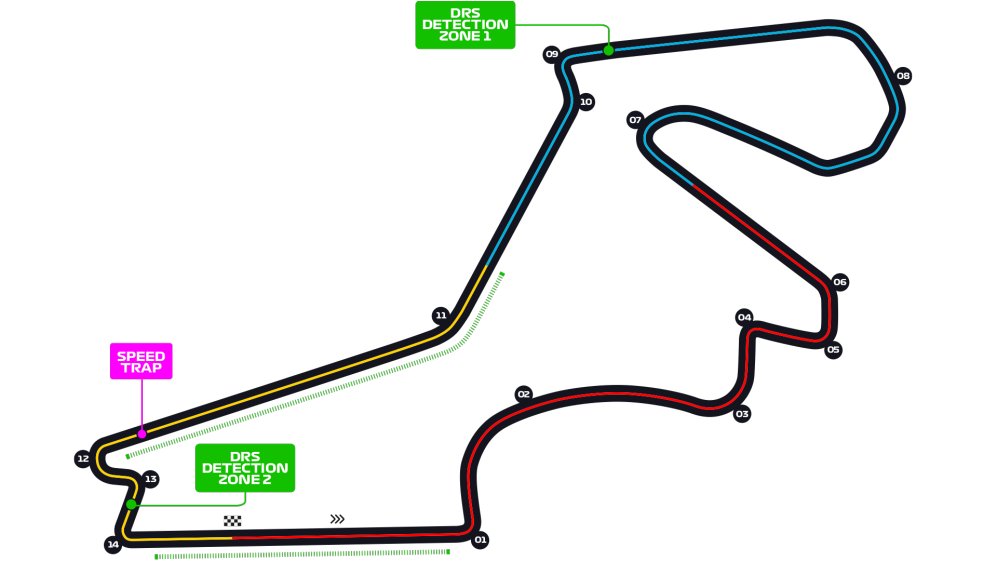 DRS
DETECTION
ZONE 1
09
08
10
07
06
11
04
05
SPEED
TRAP
02
03
12
DRS
DETECTION
ZONE 2
13
14
01